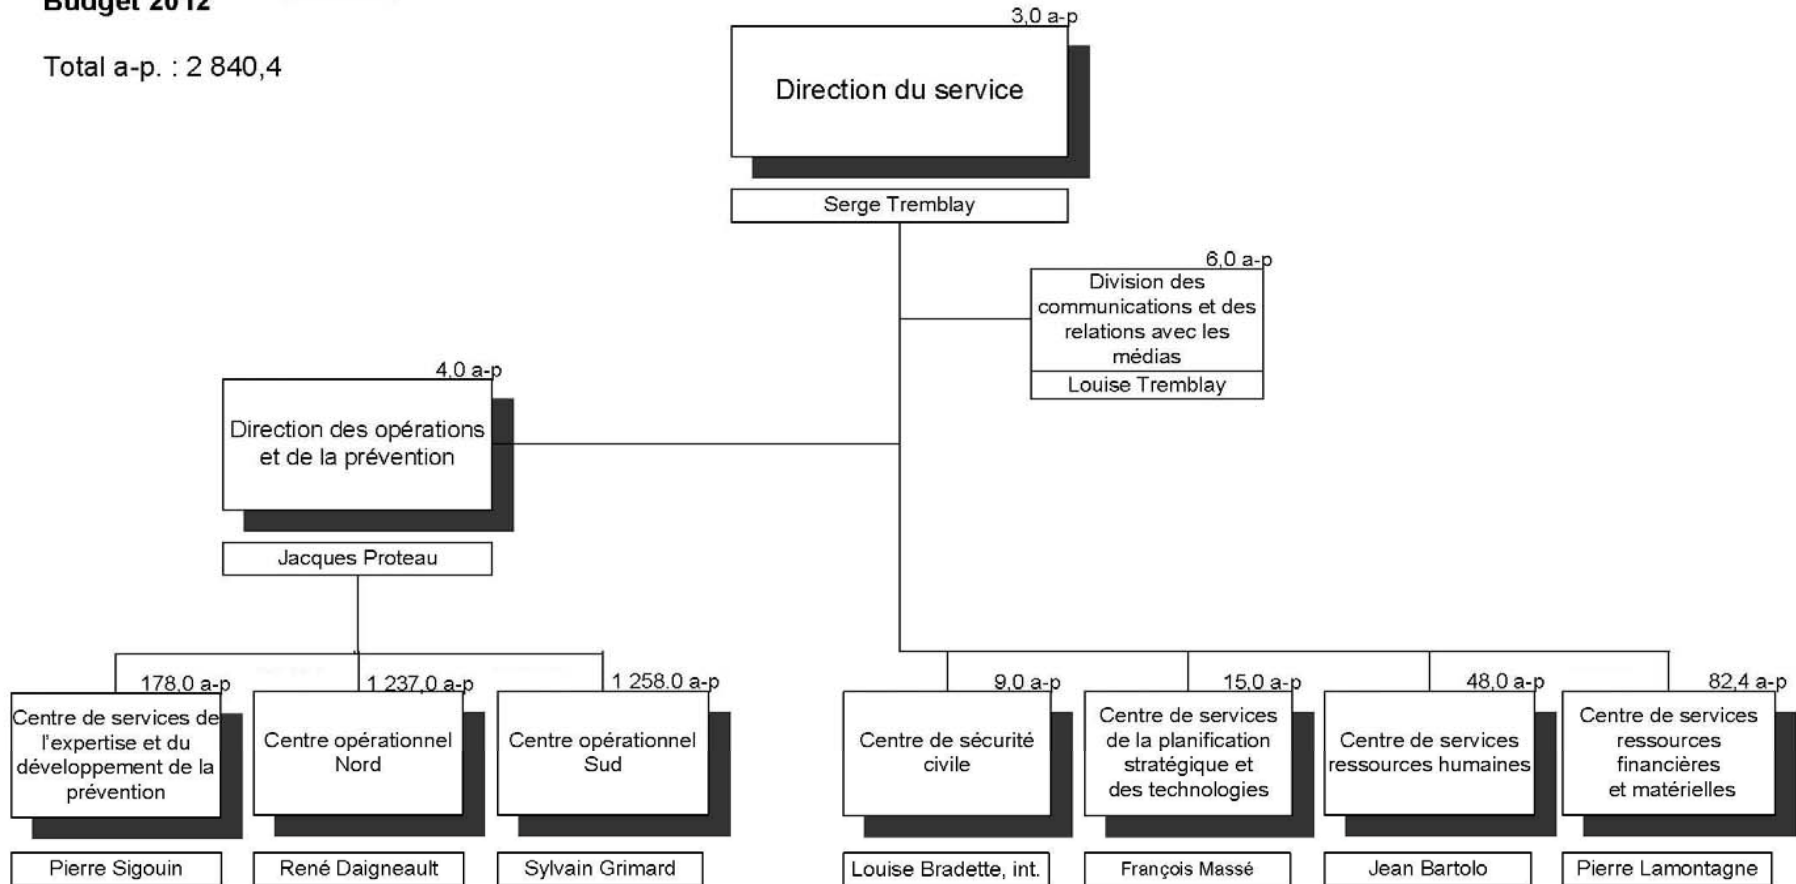 Budget 2012
Total a-p. : 2 840,4
3,0 a-p
Direction du service
Serge Tremblay
6,0 a-p
Division des
communications et des
relations avec les
médias
Louise Tremblay
4,0 a-p
Direction des opérations
et de la prévention
Jacques Proteau
178,0 a-p
Centre de services de
l'expertise et du
développement de la
prévention
Pierre Sigouin
1 237,0 a-p
Centre opérationnel
Nord
René Daigneault
1 258.0 a-p
Centre opérationnel
Sud
Sylvain Grimard
9,0 a-p
Centre de sécurité
civile
Louise Bradette, int.
15,0 a-p
Centre de services
de la planification
stratégique et
des technologies
François Massé
48,0 a-p
Centre de services
ressources humaines
Jean Bartolo
82,4 a-p
Centre de services
ressources
financières
et matérielles
Pierre Lamontagne